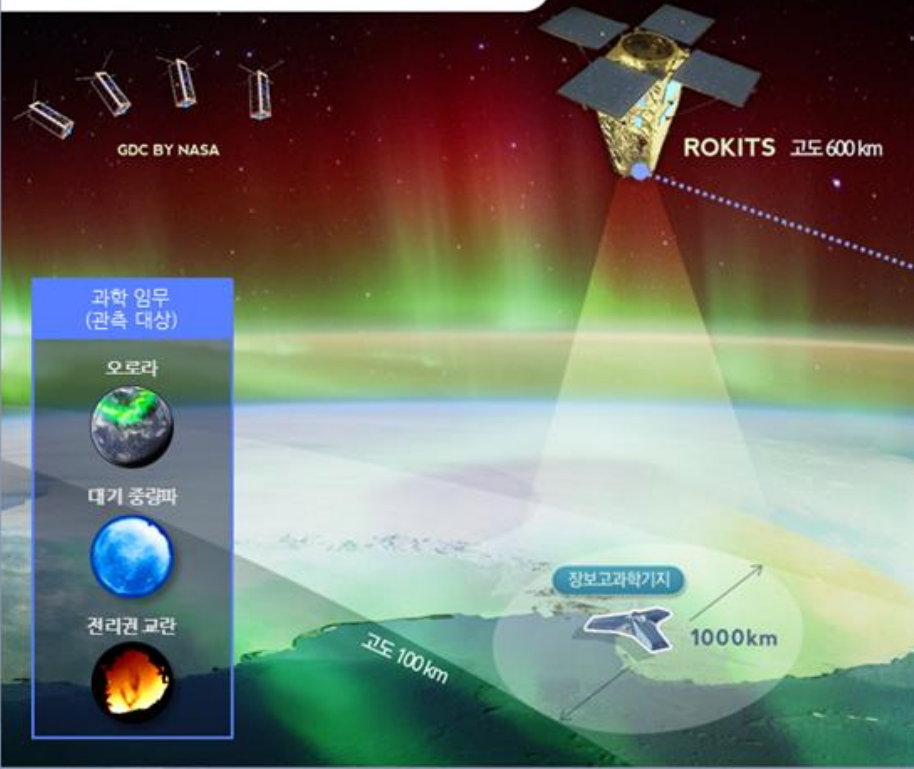 GDC BY NASA
ROKITS 고도 600 km
과학 임무
(관측 대상)
오로라
대기 중량파
전리권 교란
장보고과학기지
1000km
고도 100 km